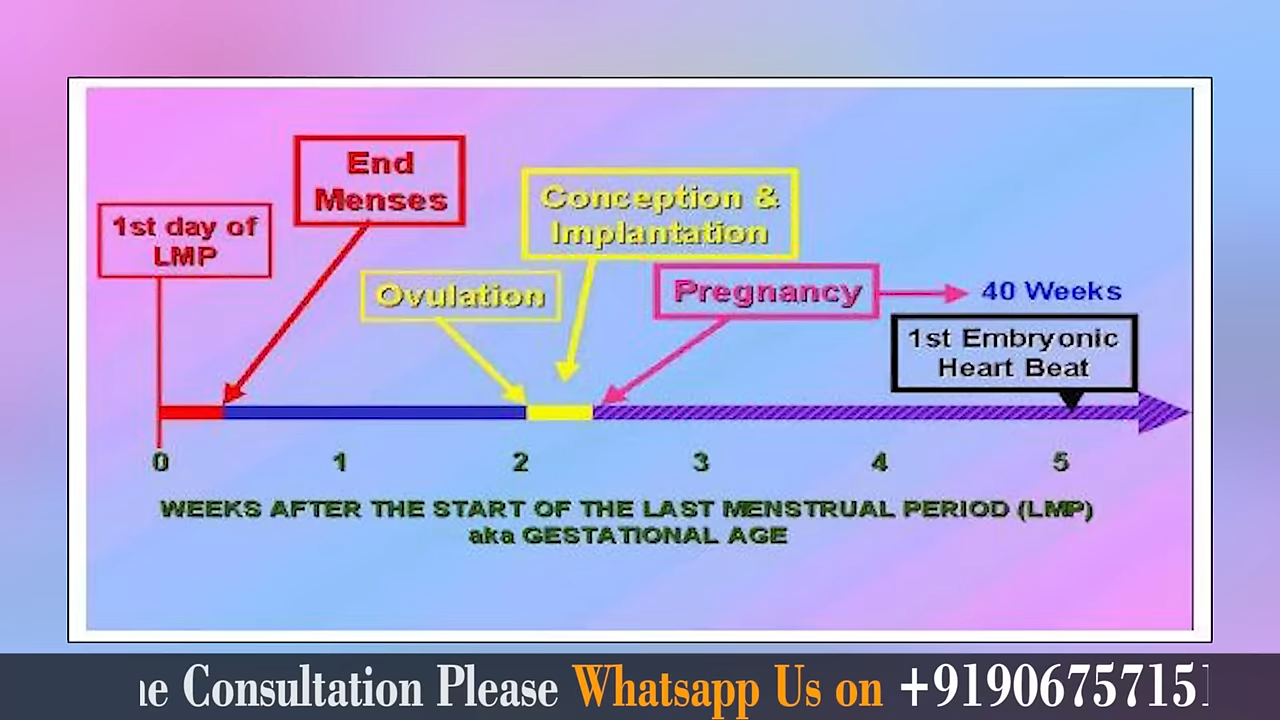 End
Menses
1st day of
LMP
Conception &
Implantation
Ovulation
Pregnancy
40 Weeks
1st Embryonic
Heart Beat
0 1 2 3 4 5
WEEKS AFTER THE START OF THE LAST MENSTRUAL PERIOD (LMP)
aka GESTATIONAL AGE
Consultation Please Whatsapp Us on